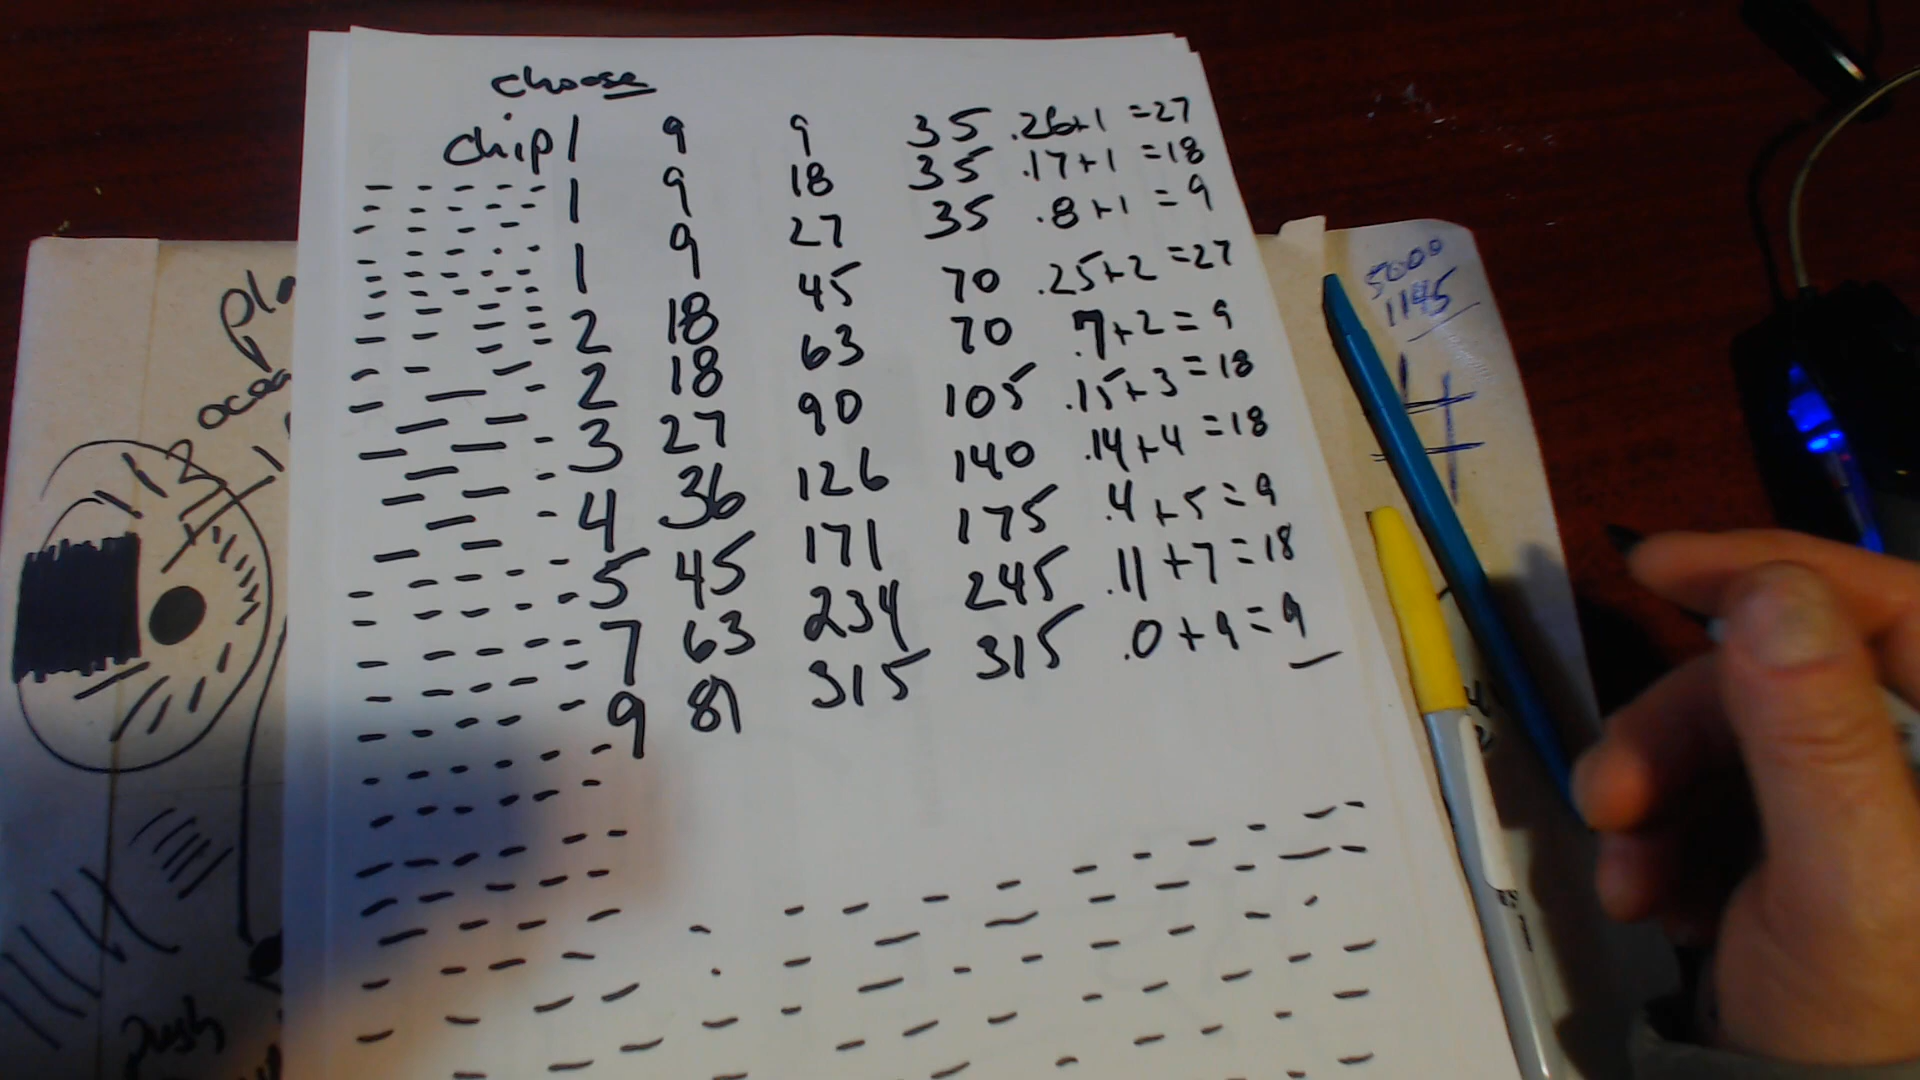 choose
chip 1 9 9 35 .26+1 =27
1 9 18 35 .17+1 =18
1 9 27 35 .8+1 =9
2 18 45 70 .25+2 =27
2 18 63 70 .7+2 =9
3 27 90 105 .15+3 =18
4 36 126 140 .14+4 =18
5 45 171 175 .4+5 =9
7 63 234 245 .11+7 =18
9 81 315 315 .0+9 =9
5000
1145
push